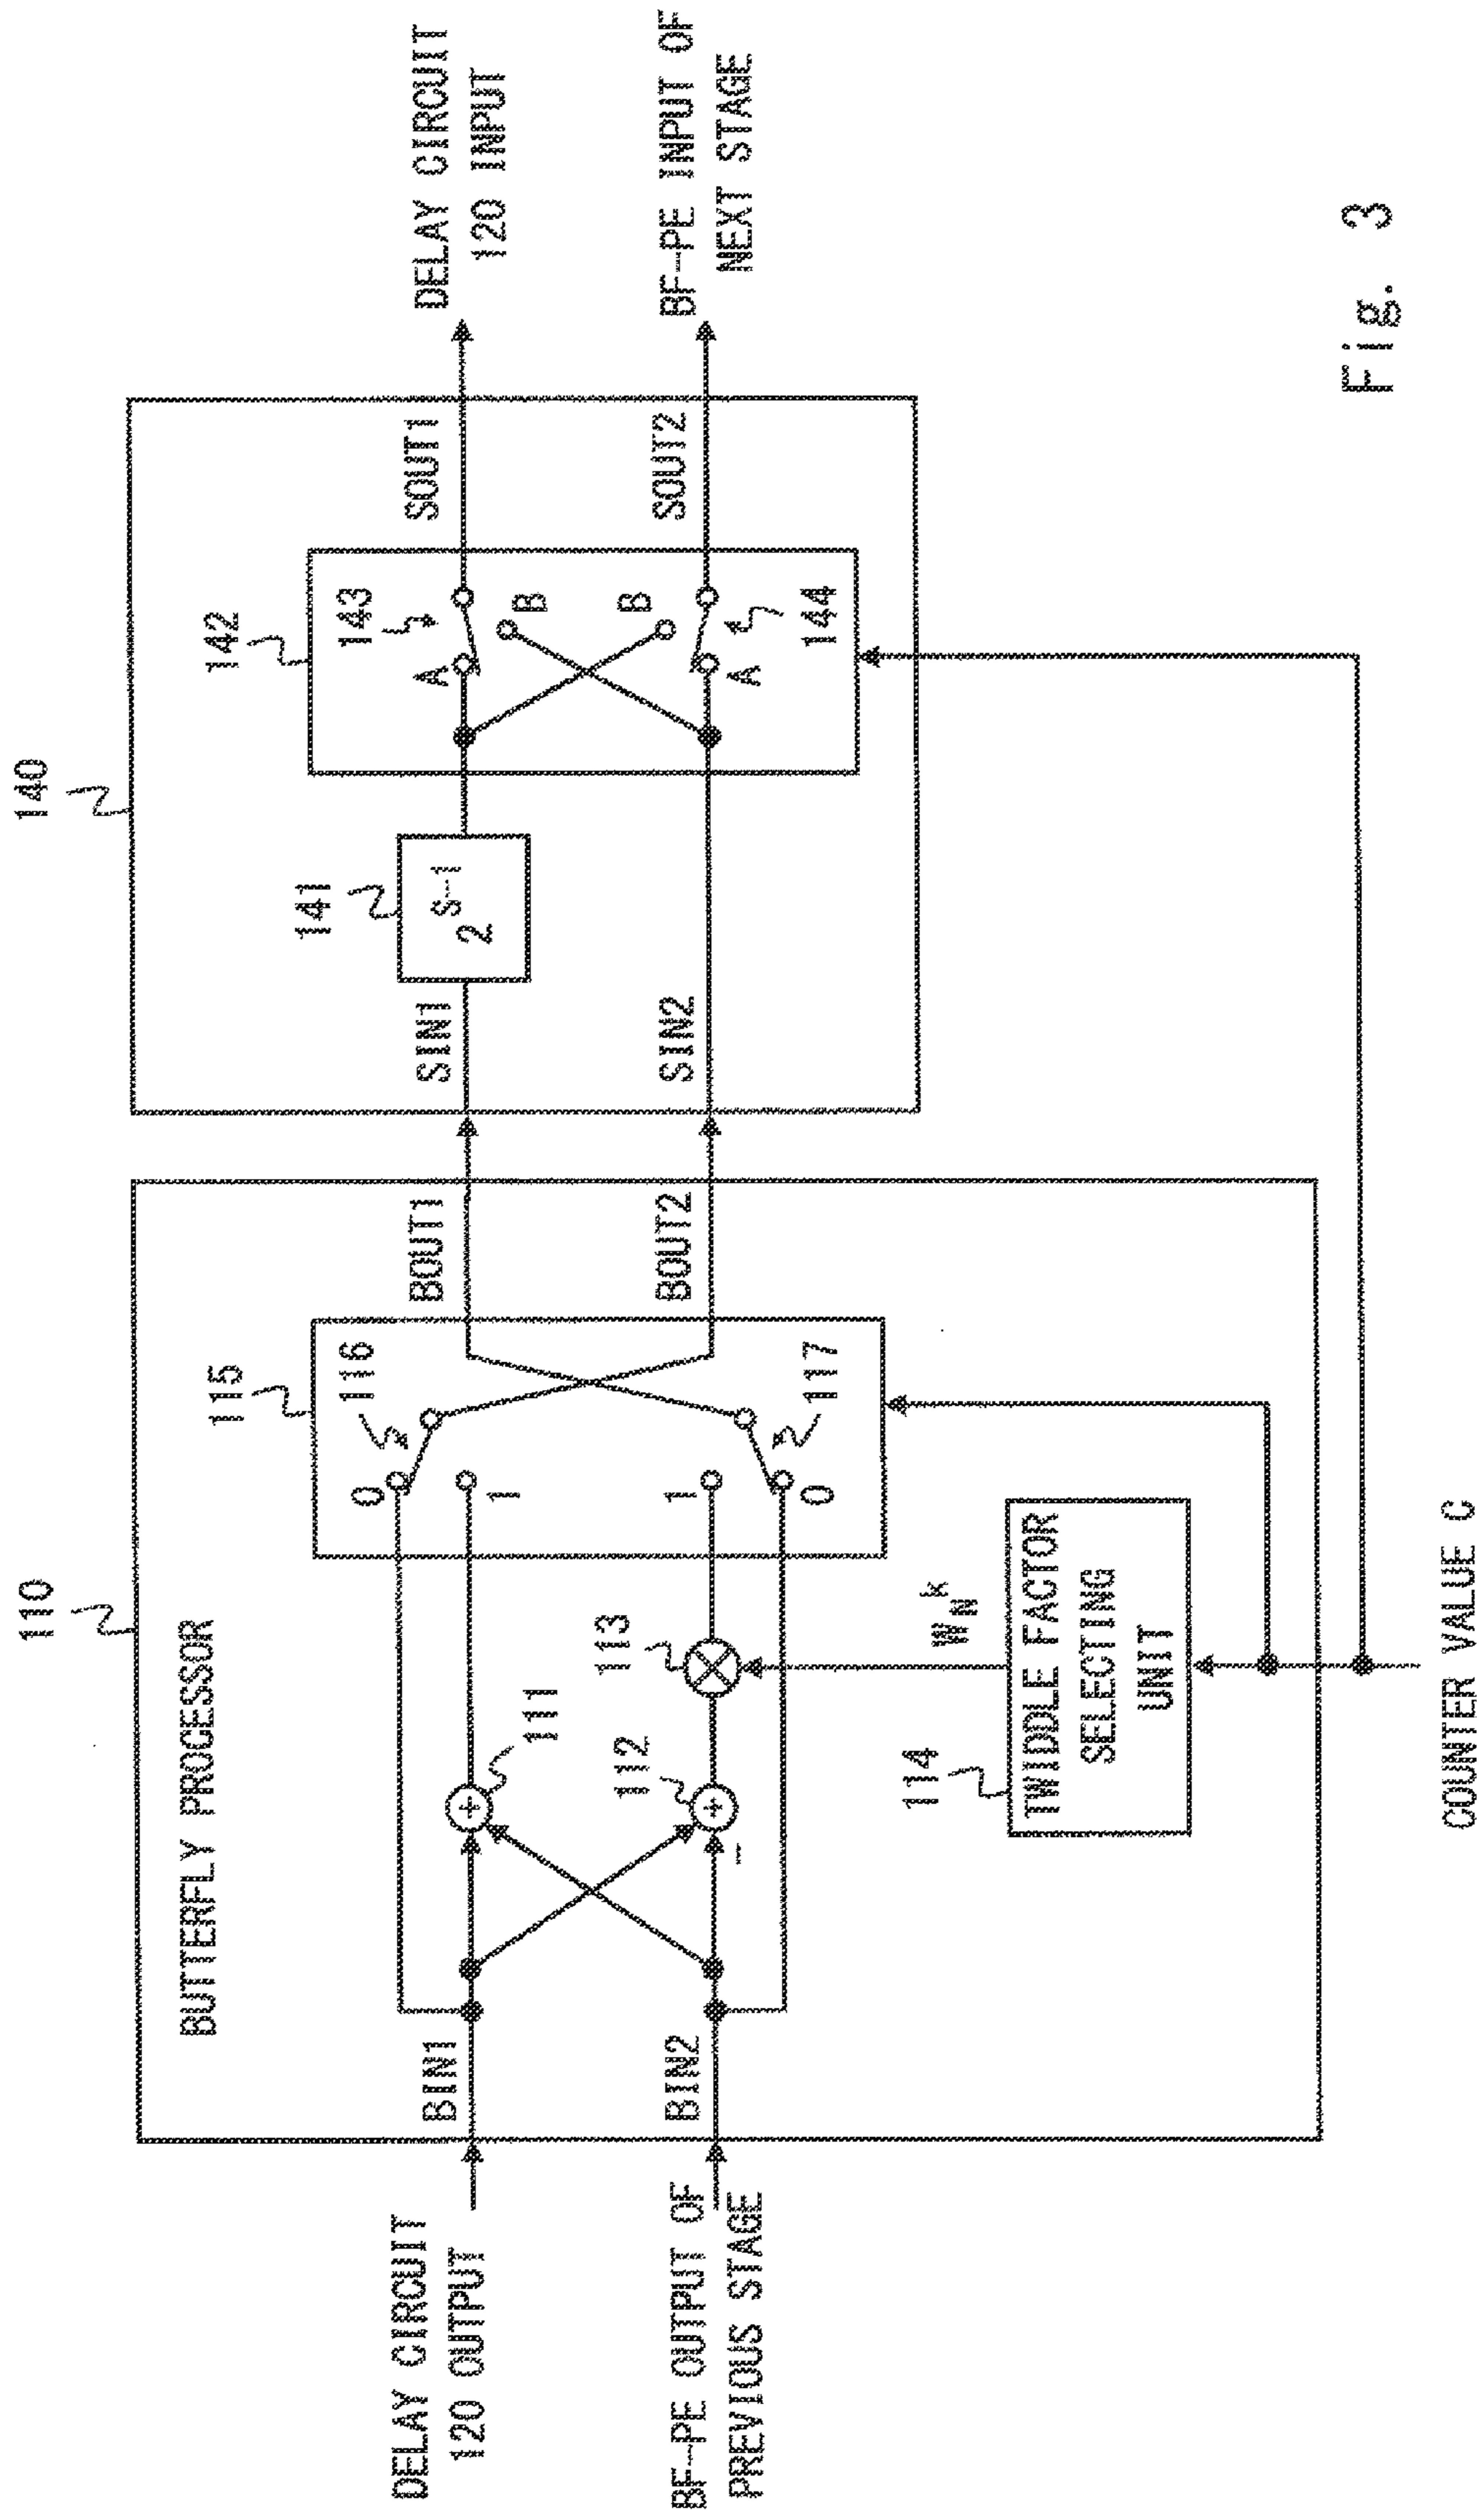 110
BUTTERFLY PROCESSOR
DELAY CIRCUIT
120 OUTPUT
BF-PE OUTPUT OF
PREVIOUS STAGE
BIN1
BIN2
+
111
112
+
−
113
W_N^k
114
TWIDDLE FACTOR
SELECTING
UNIT
115
0
116
1
1
117
0
BOUT1
BOUT2
COUNTER VALUE C
140
SIN1
SIN2
141
2^{S-1}
142
143
A
B
B
A
144
SOUT1
SOUT2
DELAY CIRCUIT
120 INPUT
BF-PE INPUT OF
NEXT STAGE
Fig. 3